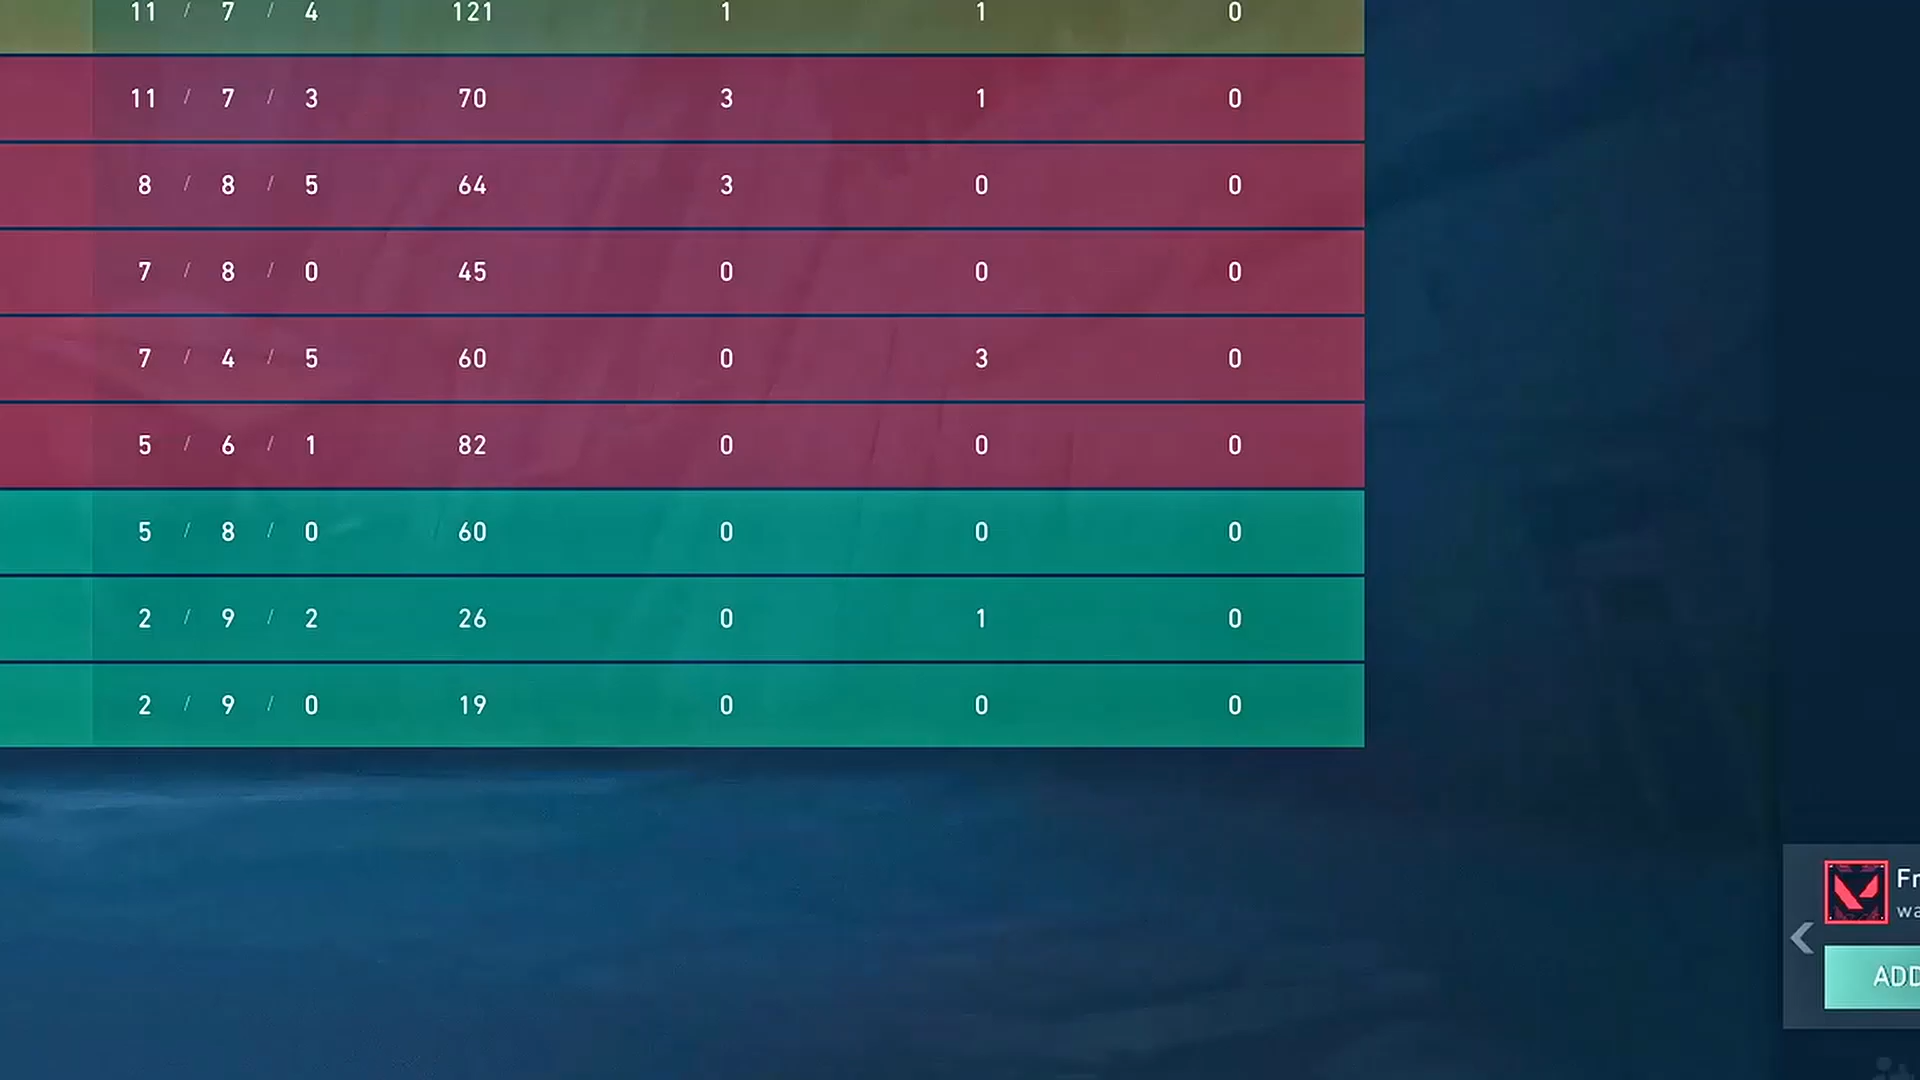 11 / 7 / 4 121 1 1 0
11 / 7 / 3 70 3 1 0
8 / 8 / 5 64 3 0 0
7 / 8 / 0 45 0 0 0
7 / 4 / 5 60 0 3 0
5 / 6 / 1 82 0 0 0
5 / 8 / 0 60 0 0 0
2 / 9 / 2 26 0 1 0
2 / 9 / 0 19 0 0 0
Fr
wa
ADD